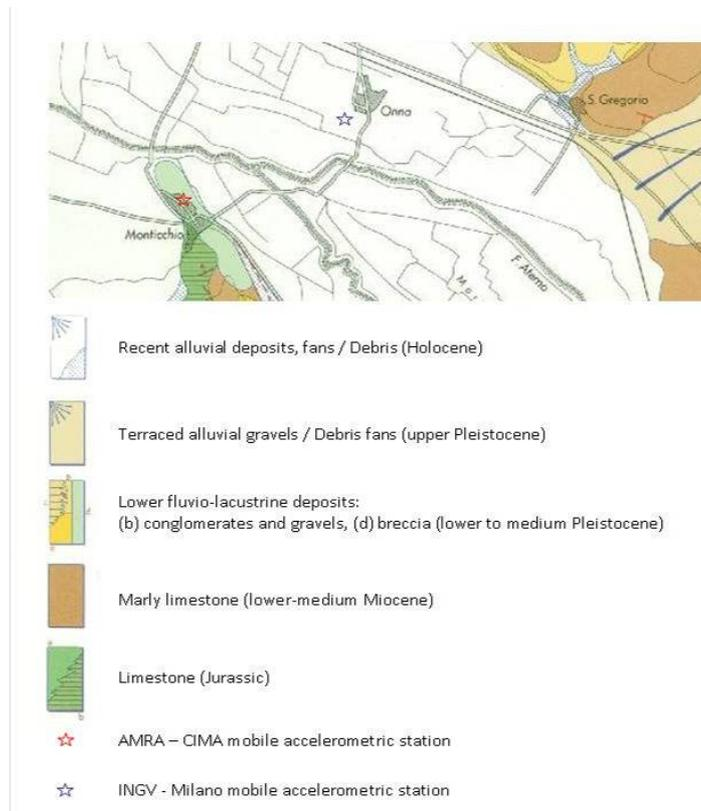 Onna
S. Gregorio
Monticchio
F. Aterno
Recent alluvial deposits, fans / Debris (Holocene)
Terraced alluvial gravels / Debris fans (upper Pleistocene)
Lower fluvio-lacustrine deposits:
(b) conglomerates and gravels, (d) breccia (lower to medium Pleistocene)
Marly limestone (lower-medium Miocene)
Limestone (Jurassic)
AMRA – CIMA mobile accelerometric station
INGV - Milano mobile accelerometric station